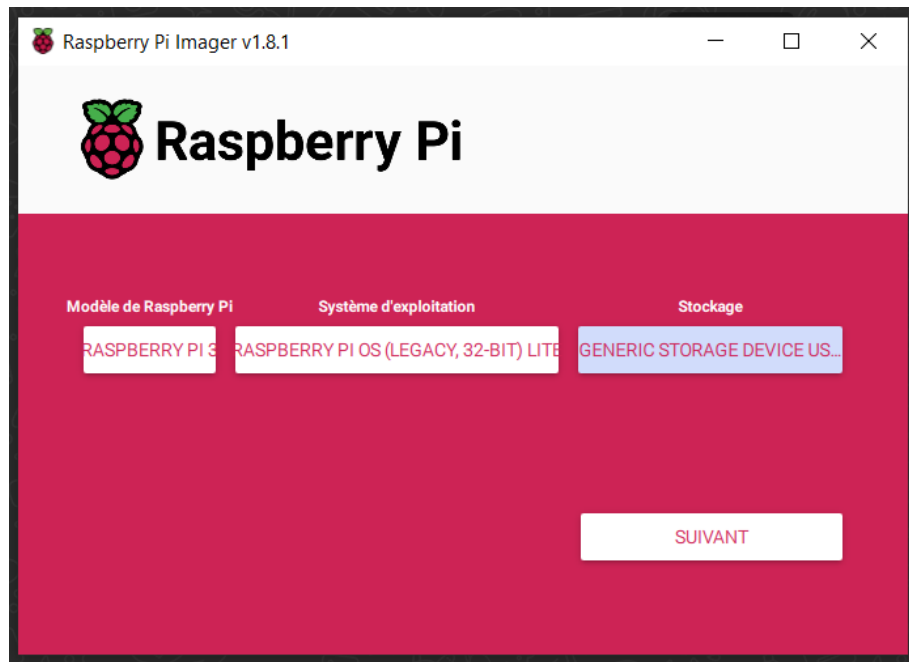 Raspberry Pi Imager v1.8.1
Raspberry Pi
Modèle de Raspberry Pi Système d'exploitation Stockage
RASPBERRY PI 3 RASPBERRY PI OS (LEGACY, 32-BIT) LITE GENERIC STORAGE DEVICE US...
SUIVANT